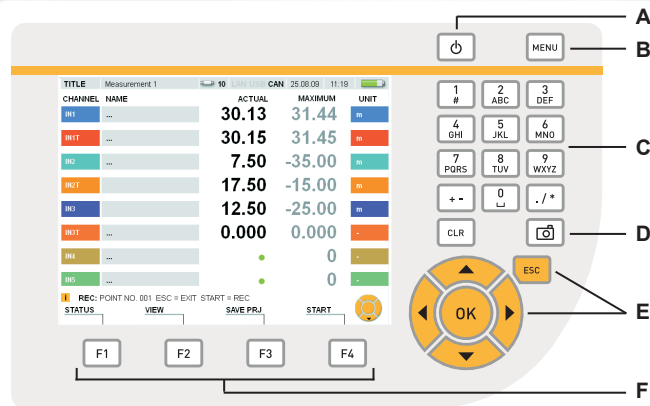 A
MENU
B
TITLE Measurement 1 10 LAN USB CAN 25.08.09 11:19
CHANNEL NAME ACTUAL MAXIMUM UNIT
IN1 ... 30.13 31.44 m
IN1T ... 30.15 31.45 m
IN2 ... 7.50 -35.00 m
IN2T ... 17.50 -15.00 m
IN3 ... 12.50 -25.00 m
IN3T ... 0.000 0.000 -
IN4 ... 0 -
IN5 ... 0 -
i REC: POINT NO. 001 ESC = EXIT START = REC
STATUS VIEW SAVE PRJ START
1 2 3
# ABC DEF
4 5 6
GHI JKL MNO
C
7 8 9
PQRS TUV WXYZ
+ - 0 . / *
CLR
D
ESC
OK
E
F1 F2 F3 F4
F